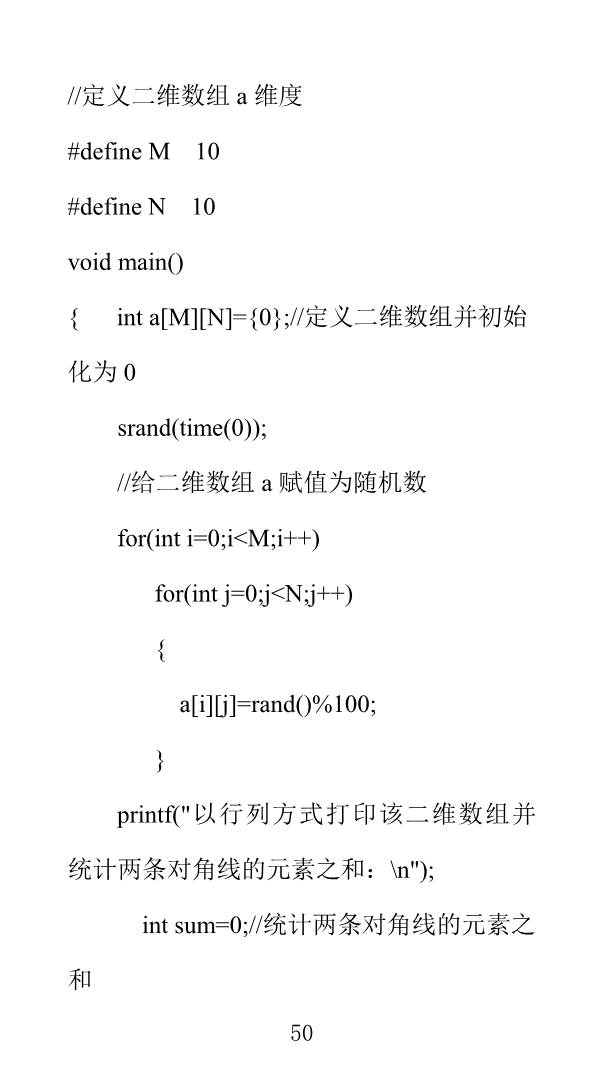 //定义二维数组 a 维度
#define M    10
#define N    10
void main()
{      int a[M][N]={0};//定义二维数组并初始
化为 0
        srand(time(0));
        //给二维数组 a 赋值为随机数
        for(int i=0;i<M;i++)
              for(int j=0;j<N;j++)
              {
                  a[i][j]=rand()%100;
              }
        printf("以行列方式打印该二维数组并
统计两条对角线的元素之和：\n");
            int sum=0;//统计两条对角线的元素之
和
50